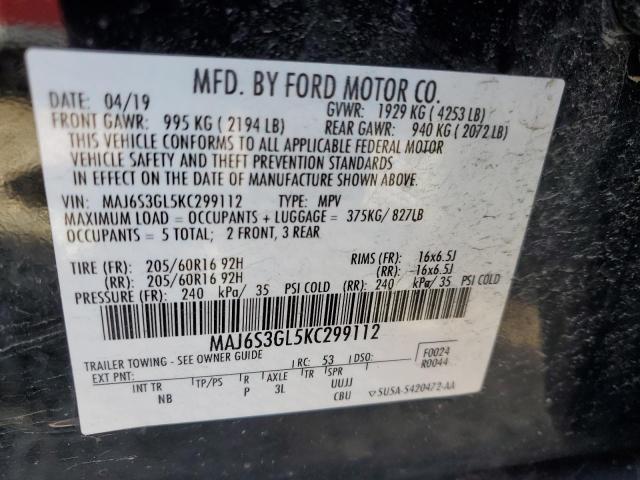 MFD. BY FORD MOTOR CO.
DATE: 04/19 GVWR: 1929 KG ( 4253 LB)
FRONT GAWR: 995 KG ( 2194 LB) REAR GAWR: 940 KG ( 2072 LB)
THIS VEHICLE CONFORMS TO ALL APPLICABLE FEDERAL MOTOR
VEHICLE SAFETY AND THEFT PREVENTION STANDARDS
IN EFFECT ON THE DATE OF MANUFACTURE SHOWN ABOVE.
VIN: MAJ6S3GL5KC299112 TYPE: MPV
MAXIMUM LOAD = OCCUPANTS + LUGGAGE = 375KG/ 827LB
OCCUPANTS = 5 TOTAL; 2 FRONT, 3 REAR
TIRE (FR): 205/60R16 92H RIMS (FR): 16x6.5J
(RR): 205/60R16 92H (RR): 16x6.5J
PRESSURE (FR): 240 kPa/ 35 PSI COLD (RR): 240 kPa/ 35 PSI COLD
MAJ6S3GL5KC299112
TRAILER TOWING - SEE OWNER GUIDE RC: 53 DSO: F0024
EXT PNT: R0044
INT TR TP/PS R AXLE TR SPR UUJJ
NB P 3L CBU
5USA-5420472-AA